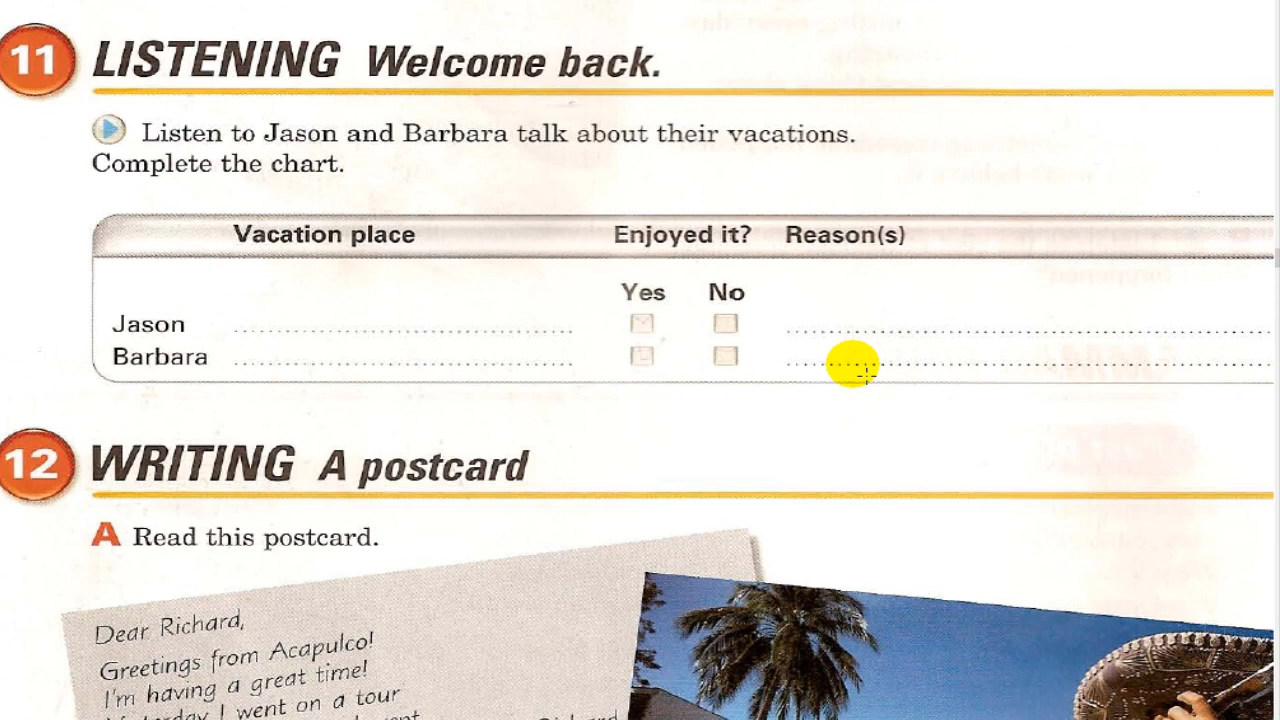 11 LISTENING Welcome back.
Listen to Jason and Barbara talk about their vacations.
Complete the chart.
Vacation place Enjoyed it? Reason(s)
Yes No
Jason
Barbara
12 WRITING A postcard
A Read this postcard.
Dear Richard,
Greetings from Acapulco!
I'm having a great time!
Yesterday I went on a tour
Richard